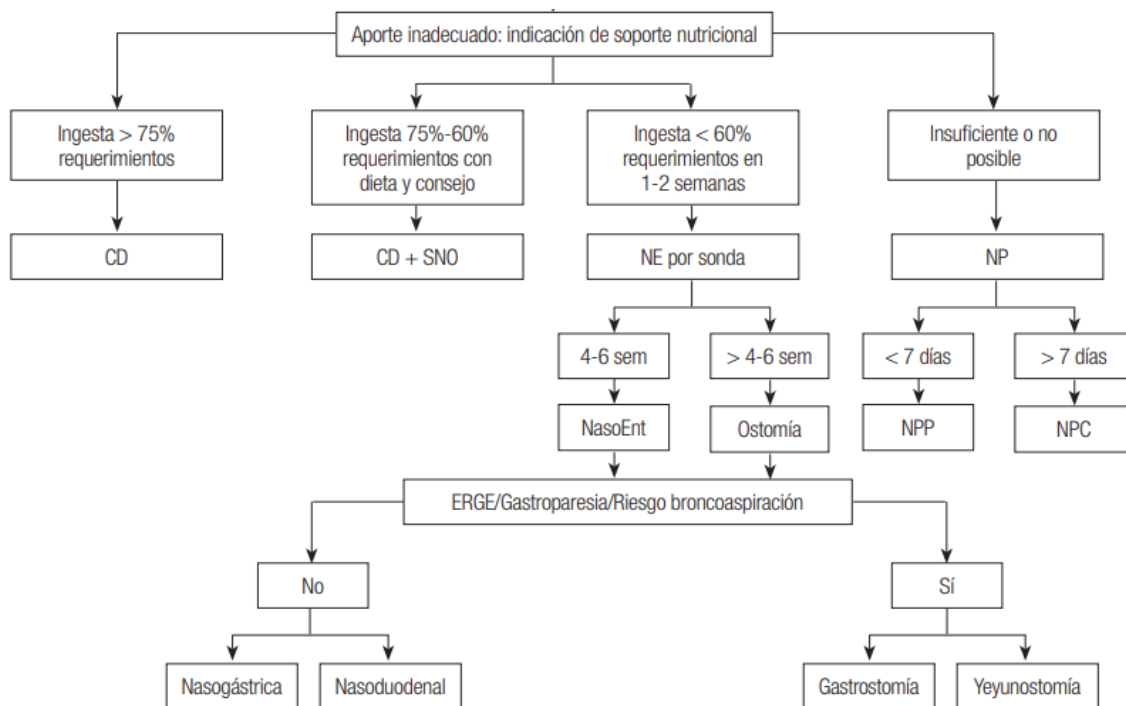 Aporte inadecuado: indicación de soporte nutricional
Ingesta > 75%
requerimientos
Ingesta 75%-60%
requerimientos con
dieta y consejo
Ingesta < 60%
requerimientos en
1-2 semanas
Insuficiente o no
posible
CD
CD + SNO
NE por sonda
NP
4-6 sem
> 4-6 sem
< 7 días
> 7 días
NasoEnt
Ostomía
NPP
NPC
ERGE/Gastroparesia/Riesgo broncoaspiración
No
Sí
Nasogástrica
Nasoduodenal
Gastrostomía
Yeyunostomía